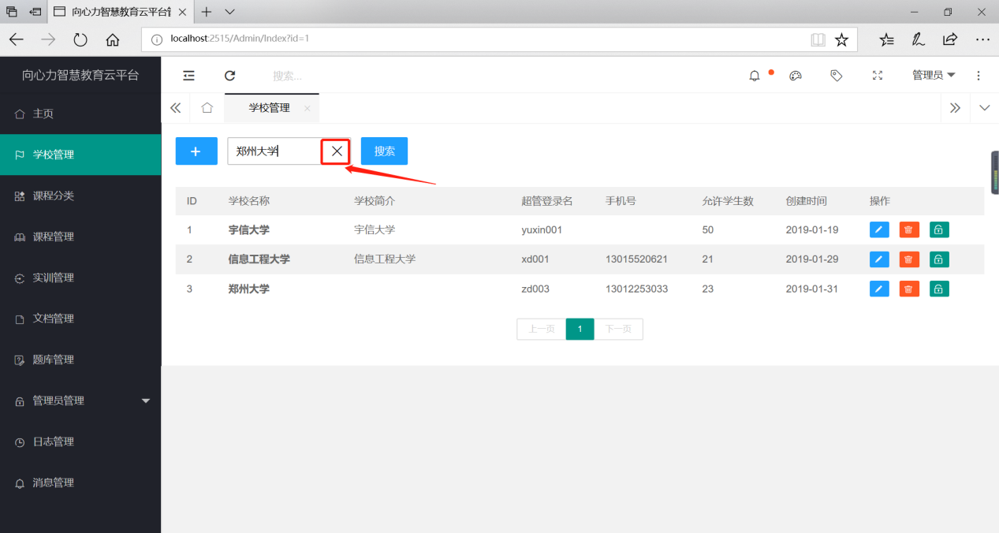 向心力智慧教育云平台管
localhost:2515/Admin/Index?id=1
向心力智慧教育云平台
搜索...
管理员
主页
学校管理
学校管理
郑州大学
搜索
课程分类
课程管理
实训管理
文档管理
题库管理
管理员管理
日志管理
消息管理
ID 学校名称 学校简介 超管登录名 手机号 允许学生数 创建时间 操作
1 宇信大学 宇信大学 yuxin001 50 2019-01-19
2 信息工程大学 信息工程大学 xd001 13015520621 21 2019-01-29
3 郑州大学 zd003 13012253033 23 2019-01-31
上一页 1 下一页